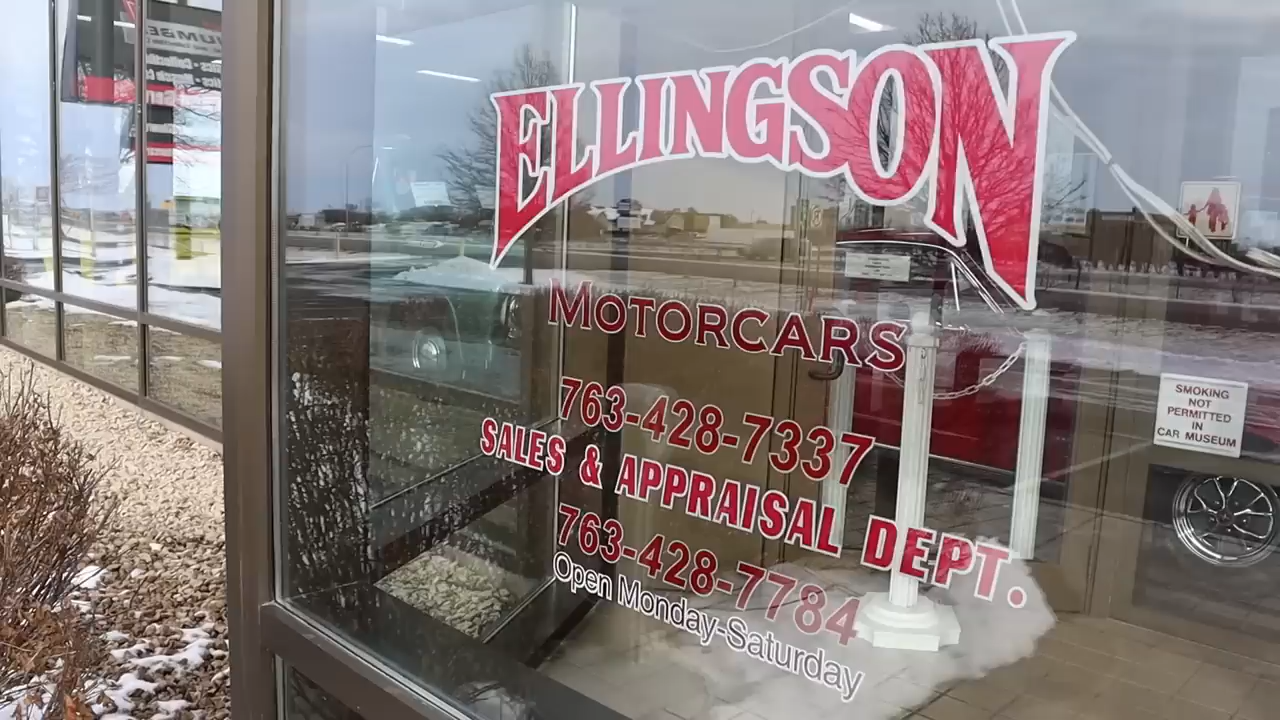 ELLINGSON
MOTORCARS
763-428-7337
SALES & APPRAISAL DEPT.
763-428-7784
Open Monday-Saturday
SMOKING
NOT
PERMITTED
IN
CAR MUSEUM